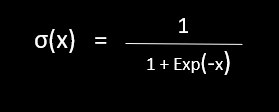 σ(x) = 1 / 1 + Exp(-x)